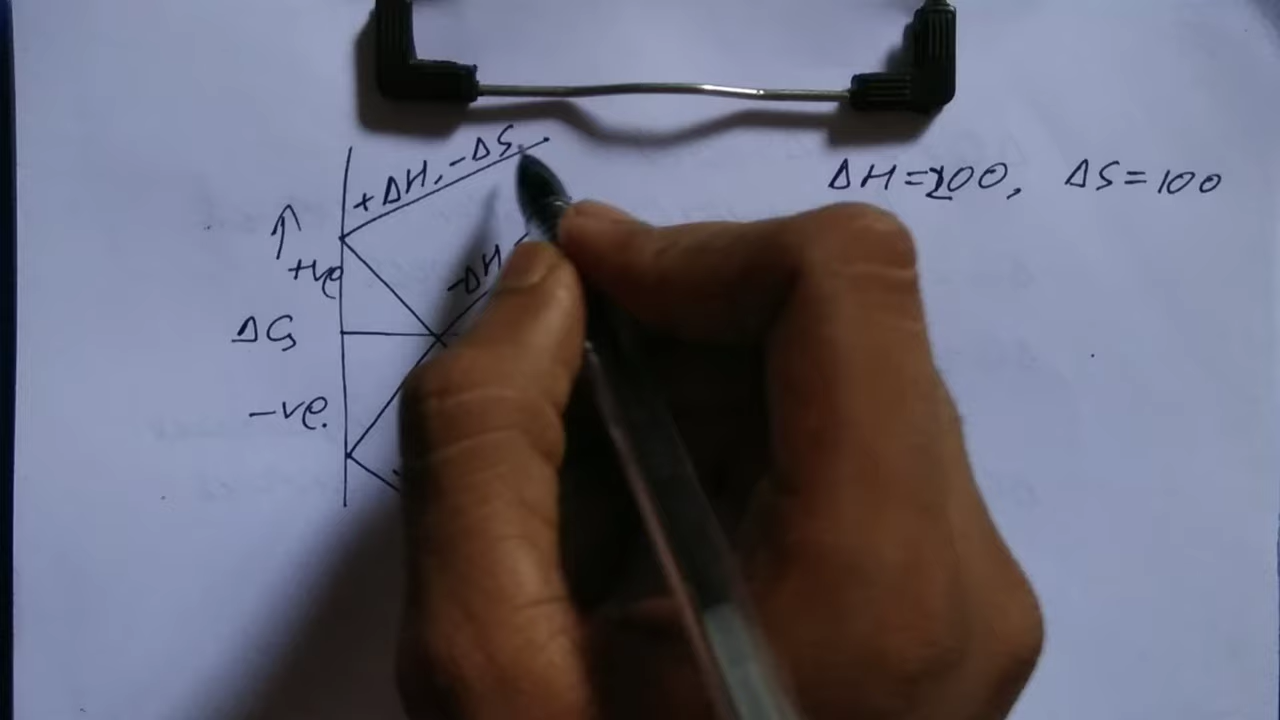 +ΔH, -ΔS
ΔH=200, ΔS=100
+ve
-ΔH, -
ΔG
-ve.